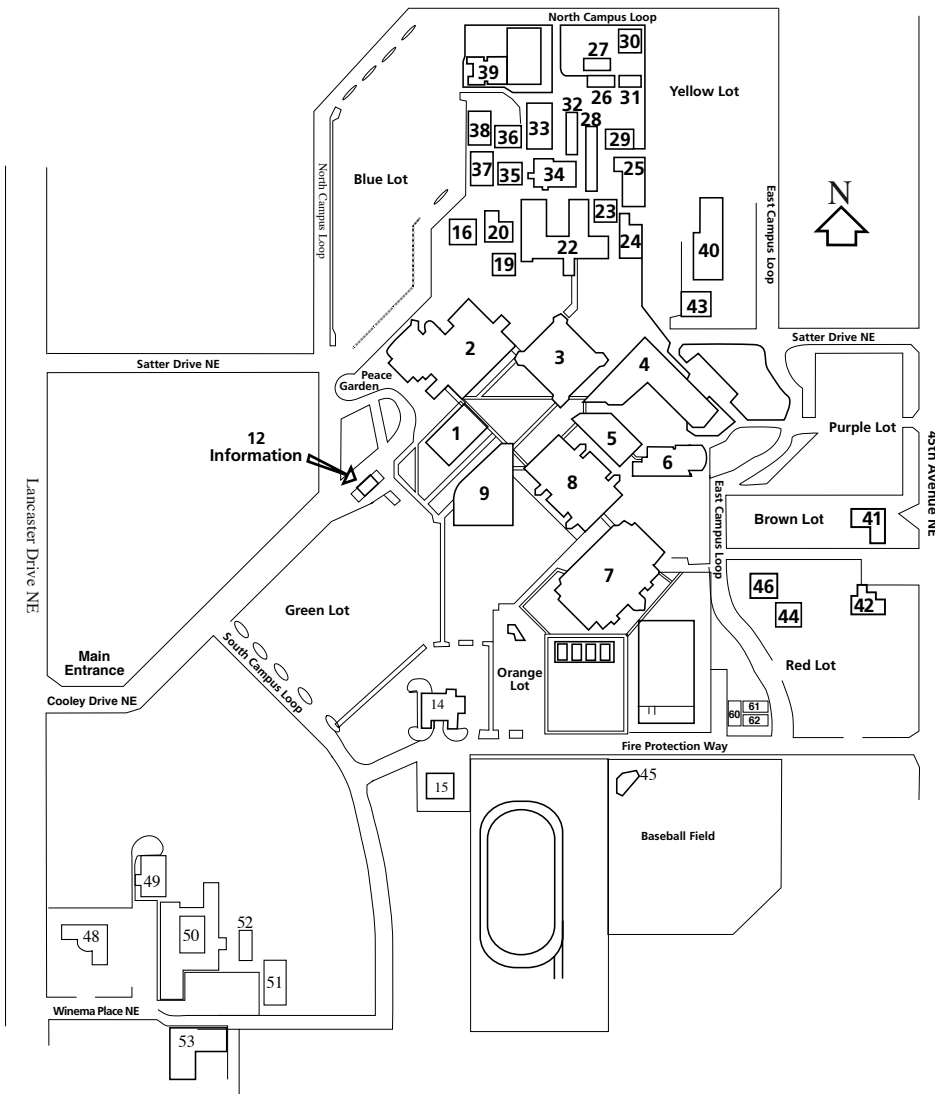 North Campus Loop
30
27
39
Yellow Lot
26 31
32
28
38 36 33
29
37 35 34
25
Blue Lot
North Campus Loop
East Campus Loop
N
16 20
23
22
24
40
19
43
Satter Drive NE
Satter Drive NE
2
3
4
Peace
Garden
1
5
6
Purple Lot
12
Information
45th Avenue NE
9
8
East Campus Loop
Brown Lot
41
Lancaster Drive NE
7
46
44
42
Green Lot
South Campus Loop
Main
Entrance
Orange
Lot
Red Lot
Cooley Drive NE
14
60
61
62
Fire Protection Way
15
45
Baseball Field
49
48
50
52
51
Winema Place NE
53